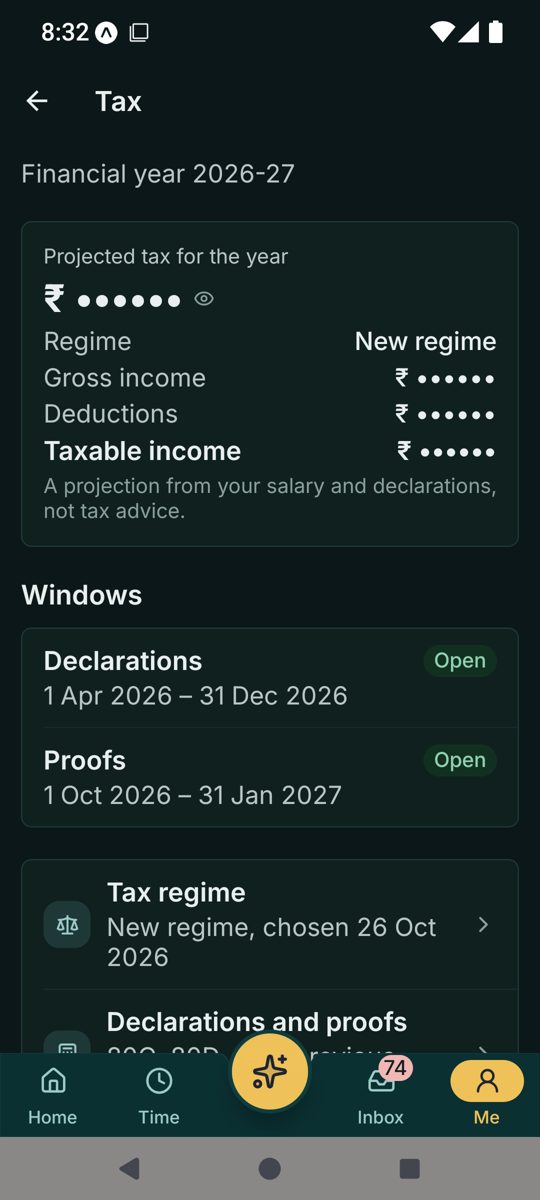 8:32
Tax
Financial year 2026-27
Projected tax for the year
₹ ••••••
Regime New regime
Gross income ₹ ••••••
Deductions ₹ ••••••
Taxable income ₹ ••••••
A projection from your salary and declarations,
not tax advice.
Windows
Declarations Open
1 Apr 2026 – 31 Dec 2026
Proofs Open
1 Oct 2026 – 31 Jan 2027
Tax regime
New regime, chosen 26 Oct
2026
Declarations and proofs
74
Home Time Inbox Me